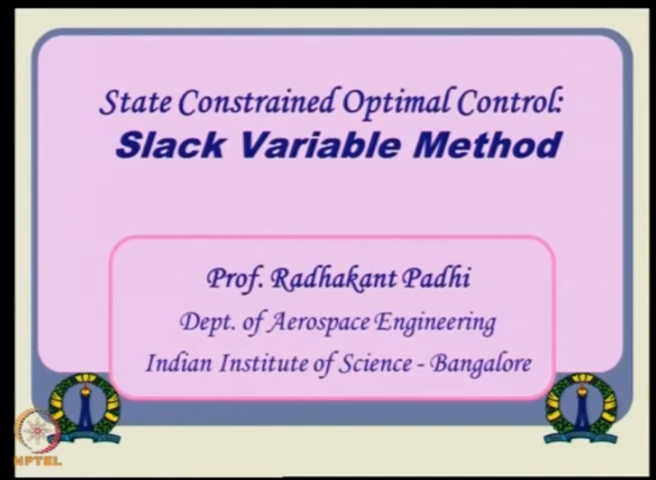 State Constrained Optimal Control:
Slack Variable Method
Prof. Radhakant Padhi
Dept. of Aerospace Engineering
Indian Institute of Science - Bangalore
NPTEL